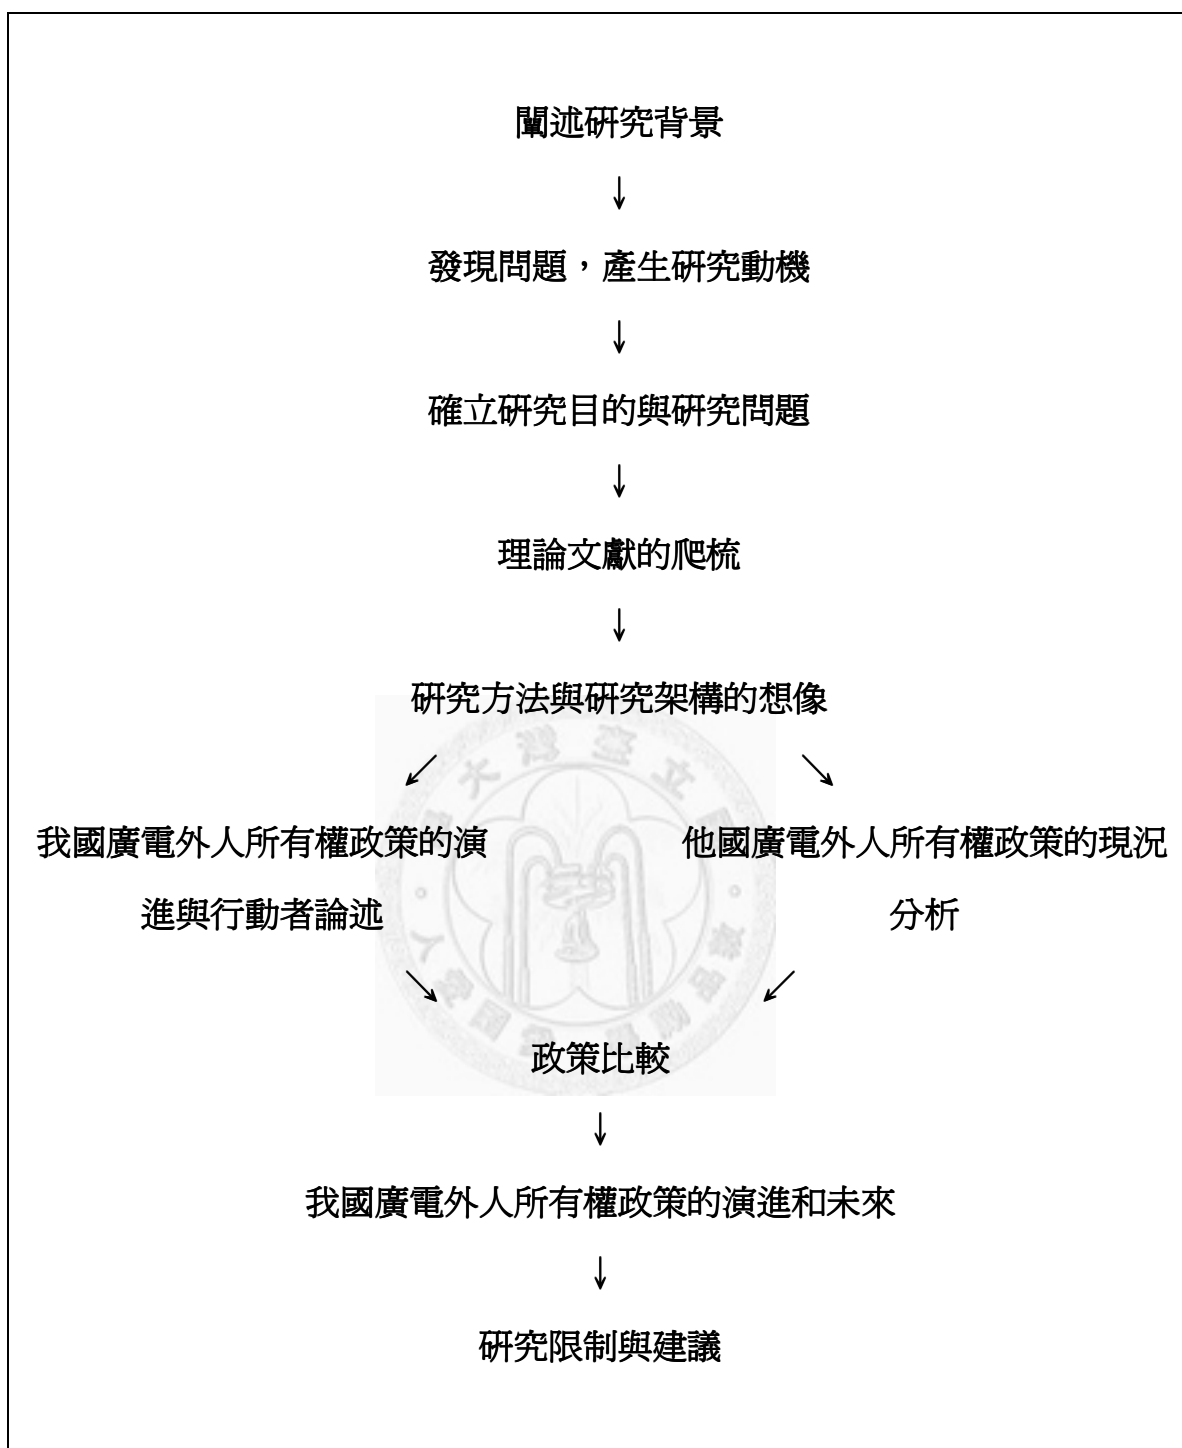 闡述研究背景
↓
發現問題，產生研究動機
↓
確立研究目的與研究問題
↓
理論文獻的爬梳
↓
研究方法與研究架構的想像
↙ ↘
我國廣電外人所有權政策的演 他國廣電外人所有權政策的現況
進與行動者論述 分析
↘ ↙
政策比較
↓
我國廣電外人所有權政策的演進和未來
↓
研究限制與建議